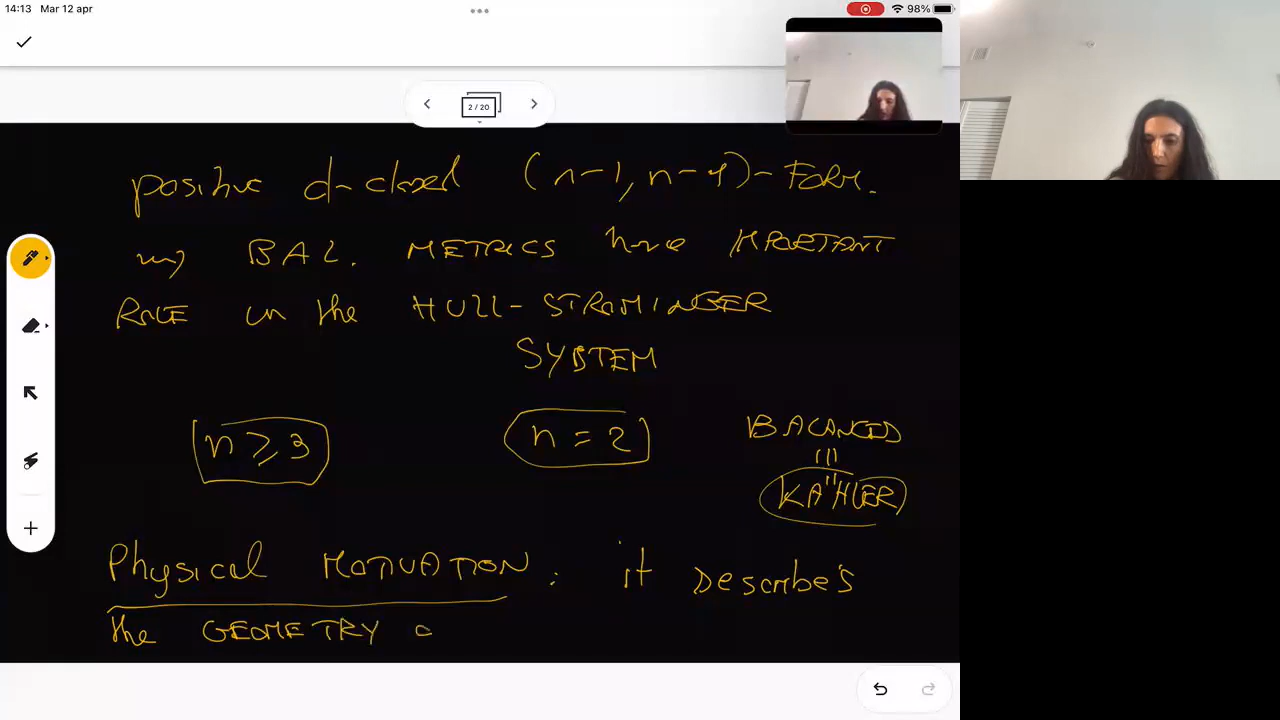 14:13 Mar 12 apr
98%
2 / 20
positive d-closed (n-1, n-1)-FORM.
⇝ BAL. METRICS have IMPORTANT
ROLE in the HULL-STROMINGER
SYSTEM
n ≥ 3 n = 2 BALANCED
|||
KÄHLER
Physical MOTIVATION : it DESCRIBE'S
the GEOMETRY o